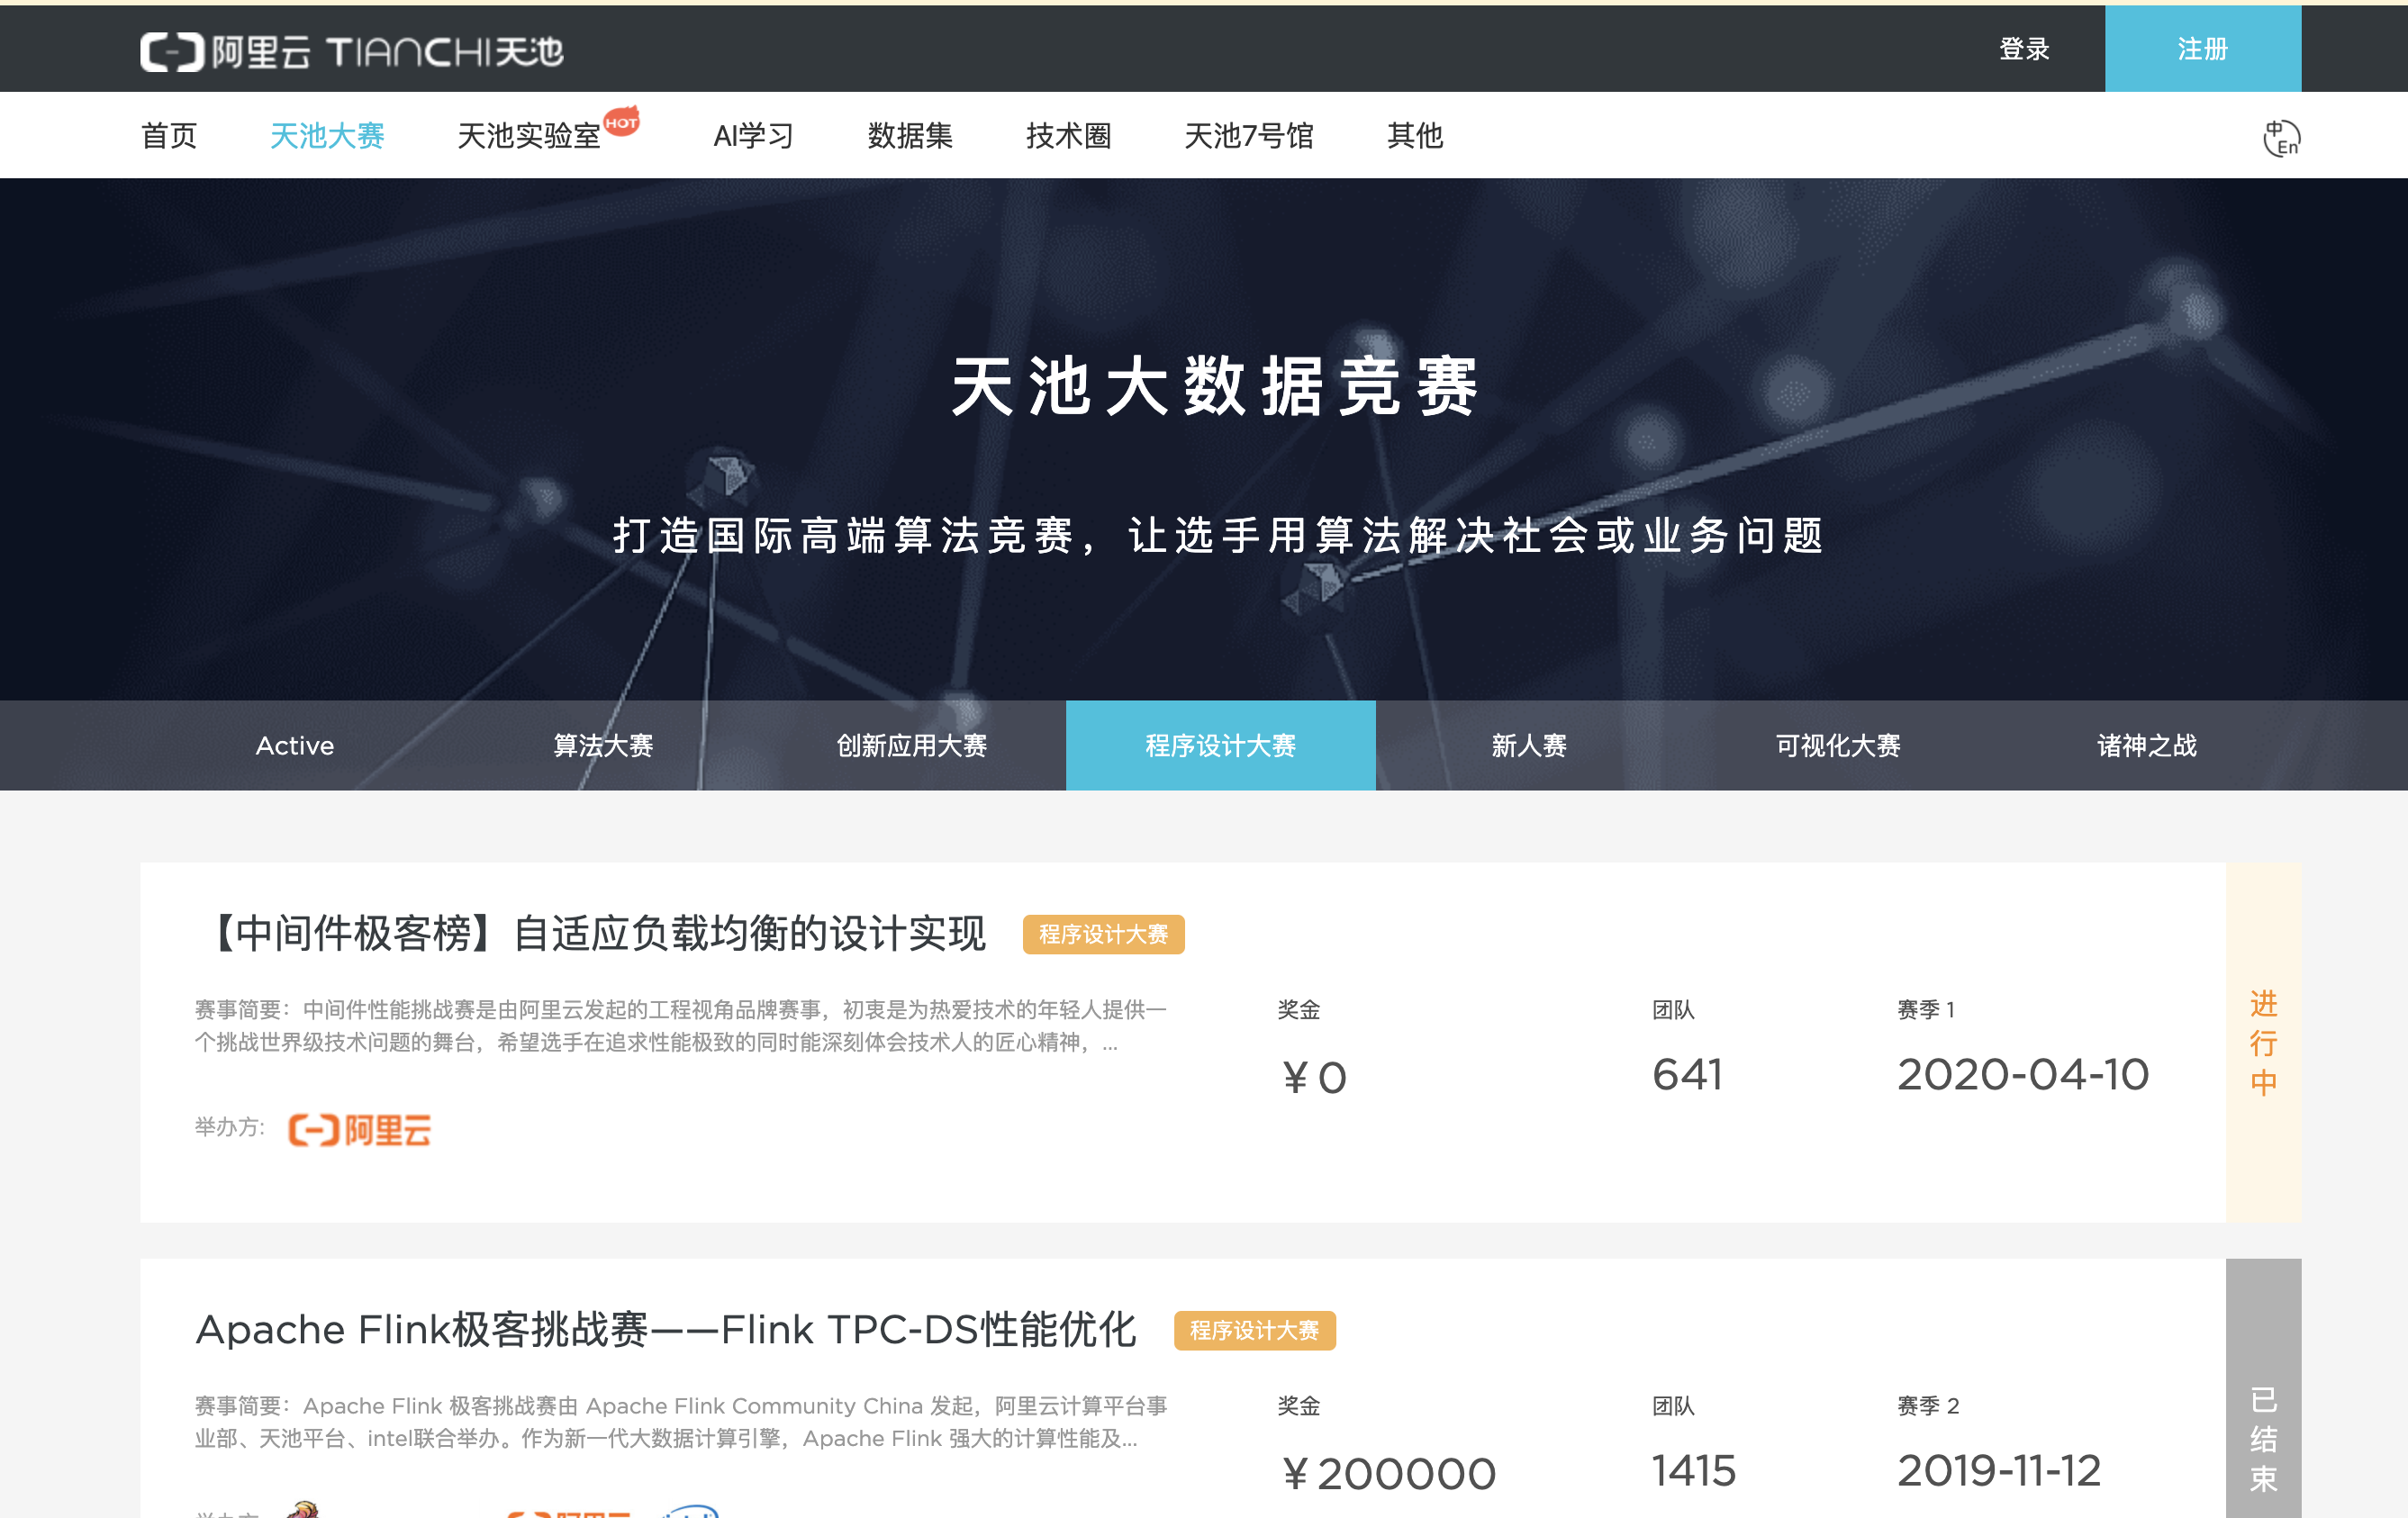 阿里云 TIANCHI天池
登录
注册
首页
天池大赛
天池实验室
HOT
AI学习
数据集
技术圈
天池7号馆
其他
中
En
天池大数据竞赛
打造国际高端算法竞赛，让选手用算法解决社会或业务问题
Active
算法大赛
创新应用大赛
程序设计大赛
新人赛
可视化大赛
诸神之战
【中间件极客榜】自适应负载均衡的设计实现
程序设计大赛
赛事简要：中间件性能挑战赛是由阿里云发起的工程视角品牌赛事，初衷是为热爱技术的年轻人提供一
个挑战世界级技术问题的舞台，希望选手在追求性能极致的同时能深刻体会技术人的匠心精神，...
举办方:
阿里云
奖金
¥0
团队
641
赛季 1
2020-04-10
进行中
Apache Flink极客挑战赛——Flink TPC-DS性能优化
程序设计大赛
赛事简要：Apache Flink 极客挑战赛由 Apache Flink Community China 发起，阿里云计算平台事
业部、天池平台、intel联合举办。作为新一代大数据计算引擎，Apache Flink 强大的计算性能及...
奖金
¥200000
团队
1415
赛季 2
2019-11-12
已结束